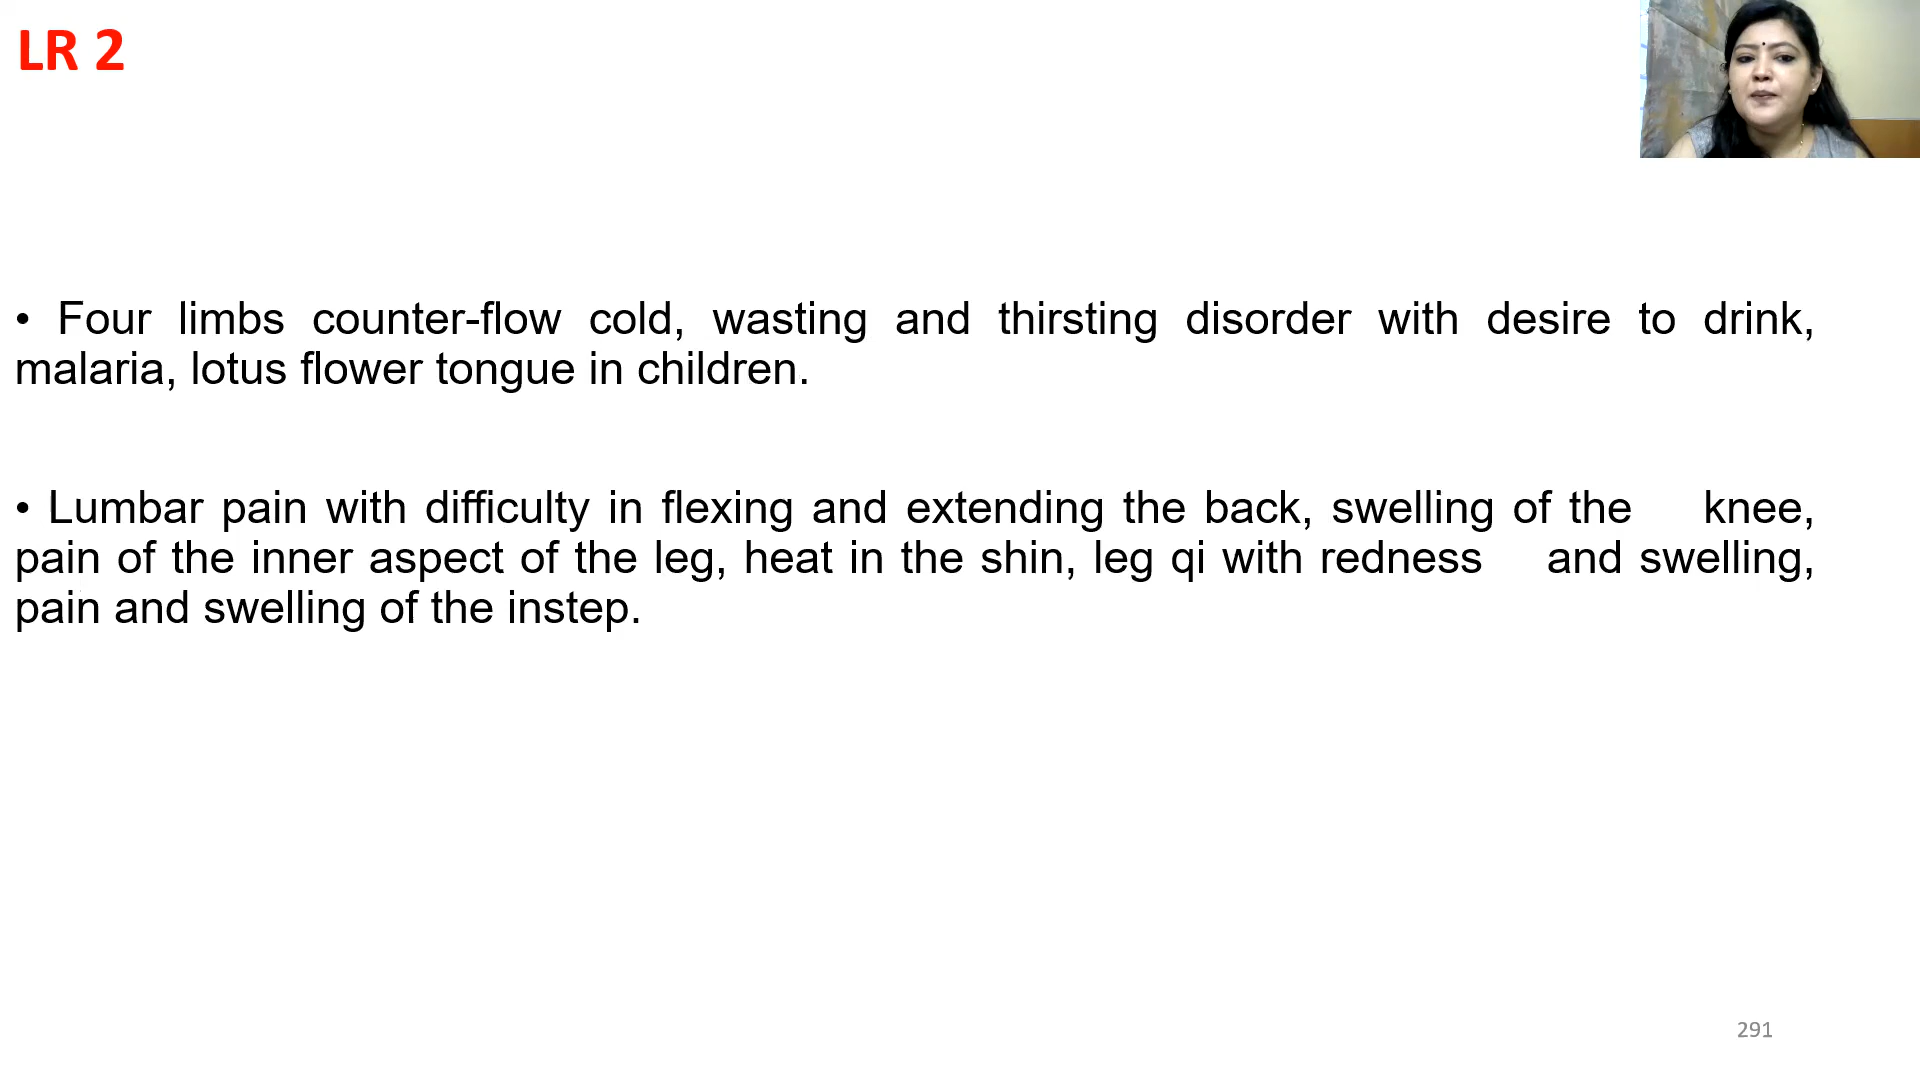 LR 2
• Four limbs counter-flow cold, wasting and thirsting disorder with desire to drink,
malaria, lotus flower tongue in children.
• Lumbar pain with difficulty in flexing and extending the back, swelling of the knee,
pain of the inner aspect of the leg, heat in the shin, leg qi with redness and swelling,
pain and swelling of the instep.
291